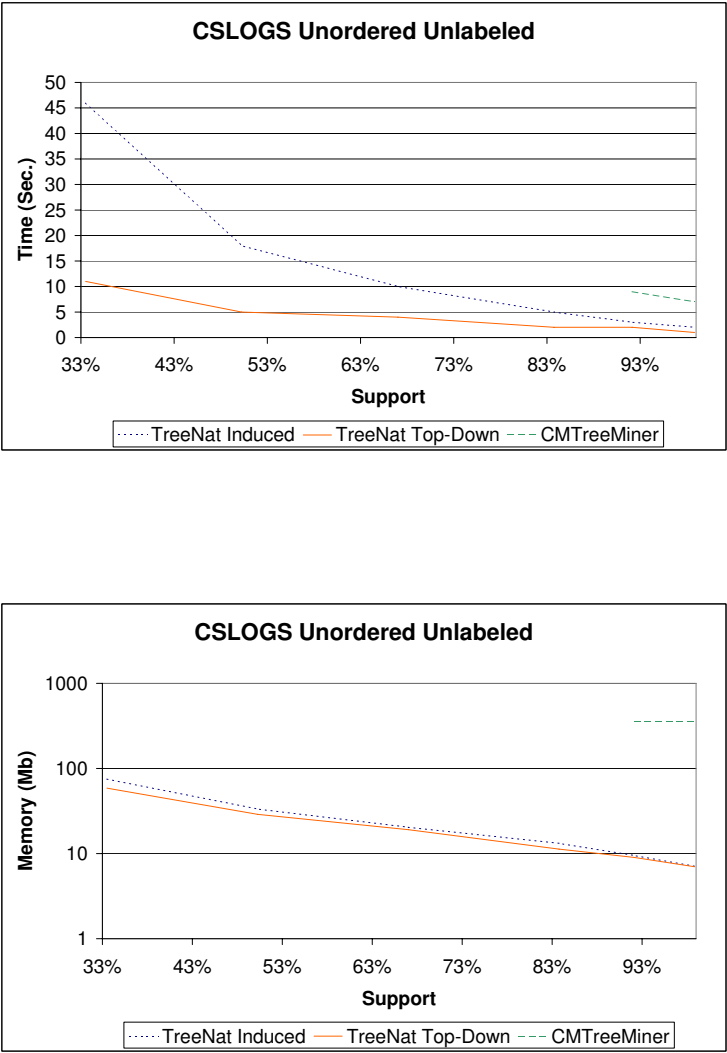 CSLOGS Unordered Unlabeled
50
45
40
35
30
25
20
15
10
5
0
Time (Sec.)
33% 43% 53% 63% 73% 83% 93%
Support
TreeNat Induced TreeNat Top-Down CMTreeMiner
CSLOGS Unordered Unlabeled
1000
100
10
1
Memory (Mb)
33% 43% 53% 63% 73% 83% 93%
Support
TreeNat Induced TreeNat Top-Down CMTreeMiner